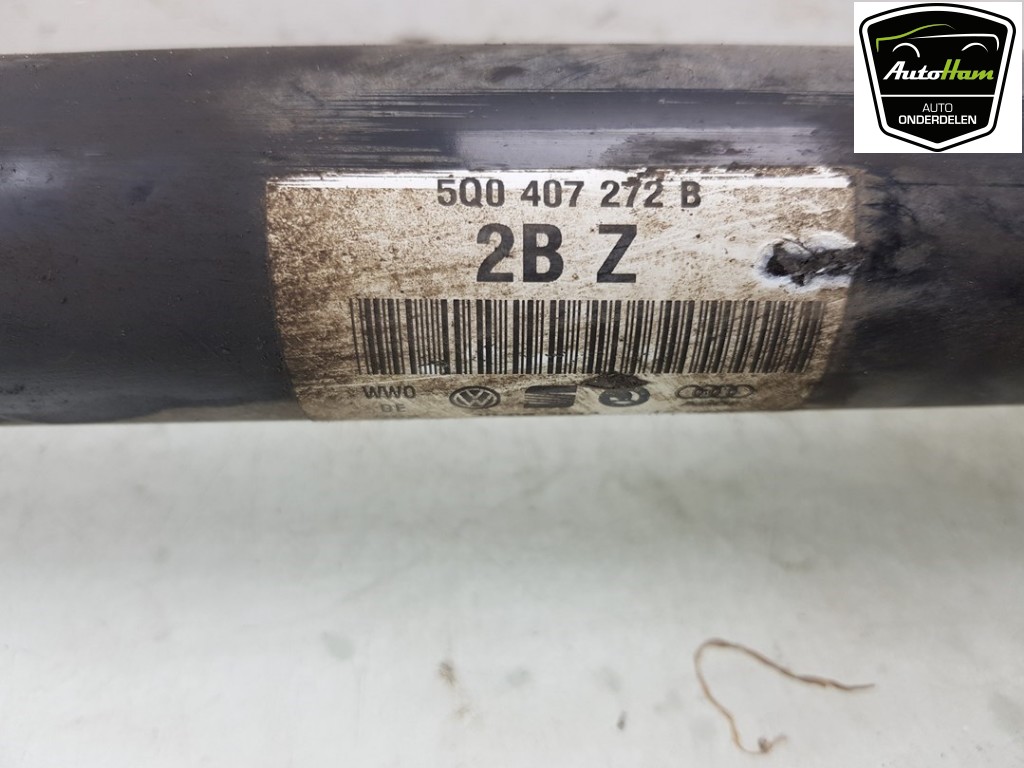 AutoHam
AUTO
ONDERDELEN
5Q0 407 272 B
2B Z
WW0
DE